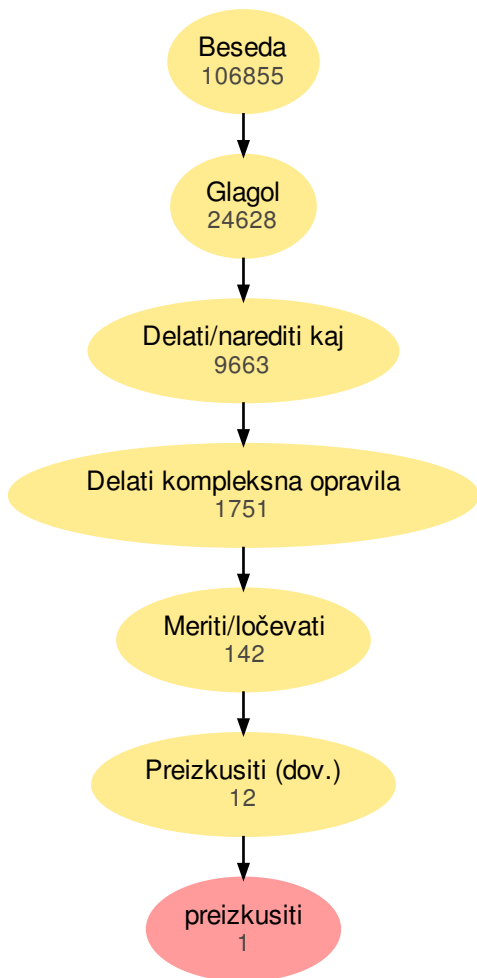 Beseda
106855
Glagol
24628
Delati/narediti kaj
9663
Delati kompleksna opravila
1751
Meriti/ločevati
142
Preizkusiti (dov.)
12
preizkusiti
1